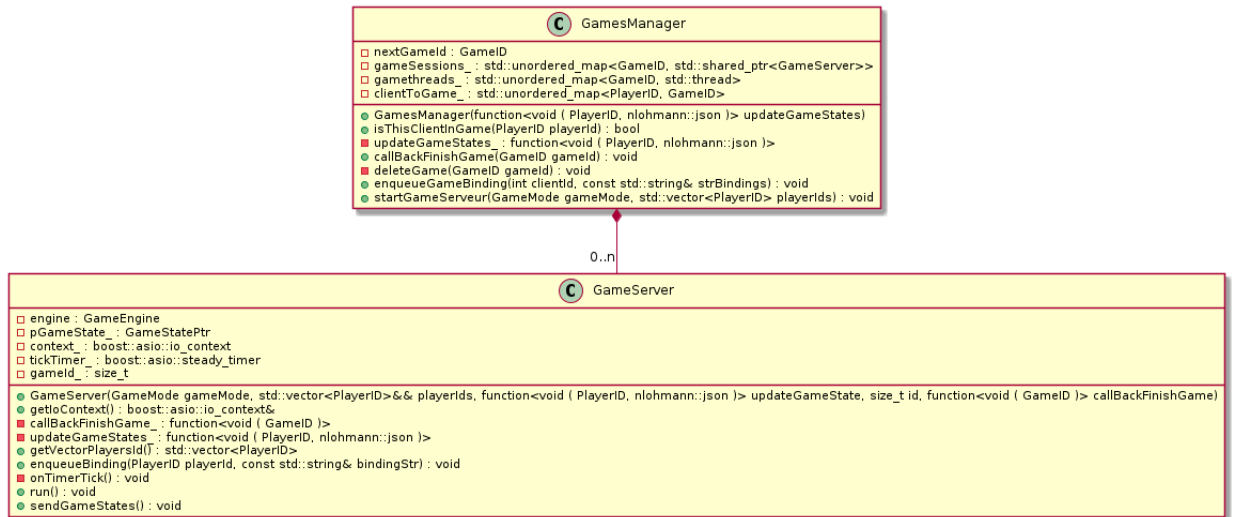 C GamesManager
nextGameId : GameID
gameSessions_ : std::unordered_map<GameID, std::shared_ptr<GameServer>>
gamethreads_ : std::unordered_map<GameID, std::thread>
clientToGame_ : std::unordered_map<PlayerID, GameID>
GamesManager(function<void ( PlayerID, nlohmann::json )> updateGameStates)
isThisClientInGame(PlayerID playerId) : bool
updateGameStates_ : function<void ( PlayerID, nlohmann::json )>
callBackFinishGame(GameID gameId) : void
deleteGame(GameID gameId) : void
enqueueGameBinding(int clientId, const std::string& strBindings) : void
startGameServeur(GameMode gameMode, std::vector<PlayerID> playerIds) : void
0..n
C GameServer
engine : GameEngine
pGameState_ : GameStatePtr
context_ : boost::asio::io_context
tickTimer_ : boost::asio::steady_timer
gameId_ : size_t
GameServer(GameMode gameMode, std::vector<PlayerID>&& playerIds, function<void ( PlayerID, nlohmann::json )> updateGameState, size_t id, function<void ( GameID )> callBackFinishGame)
getIoContext() : boost::asio::io_context&
callBackFinishGame_ : function<void ( GameID )>
updateGameStates_ : function<void ( PlayerID, nlohmann::json )>
getVectorPlayersId() : std::vector<PlayerID>
enqueueBinding(PlayerID playerId, const std::string& bindingStr) : void
onTimerTick() : void
run() : void
sendGameStates() : void